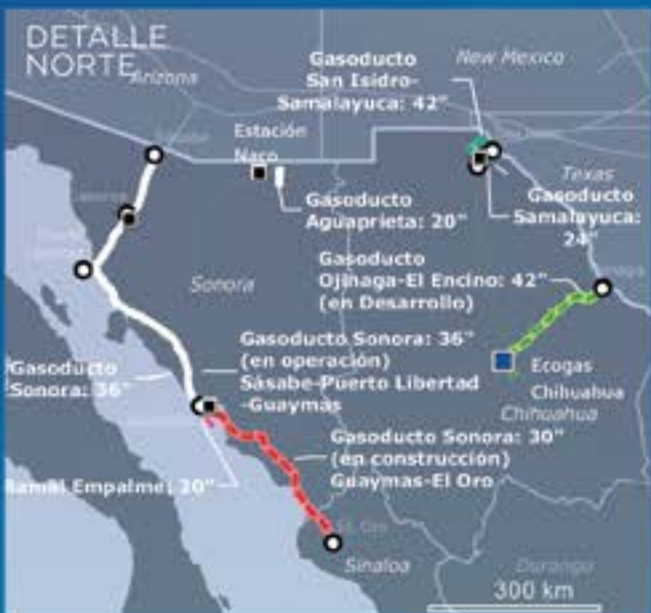 DETALLE
NORTE
Arizona
New Mexico
Gasoducto
San Isidro-
Samalayuca: 42"
Estación
Naco
Texas
Gasoducto
Aguaprieta: 20"
Gasoducto
Samalayuca:
24"
Gasoducto
Ojinaga-El Encino: 42"
(en Desarrollo)
Sonora
Gasoducto Sonora: 36"
(en operación)
Sásabe-Puerto Libertad
-Guaymas
Gasoducto
Sonora: 36"
Ecogas
Chihuahua
Chihuahua
Gasoducto Sonora: 30"
(en construcción)
Guaymas-El Oro
Ramal Empalme: 20"
El Oro
Sinaloa
Durango
300 km